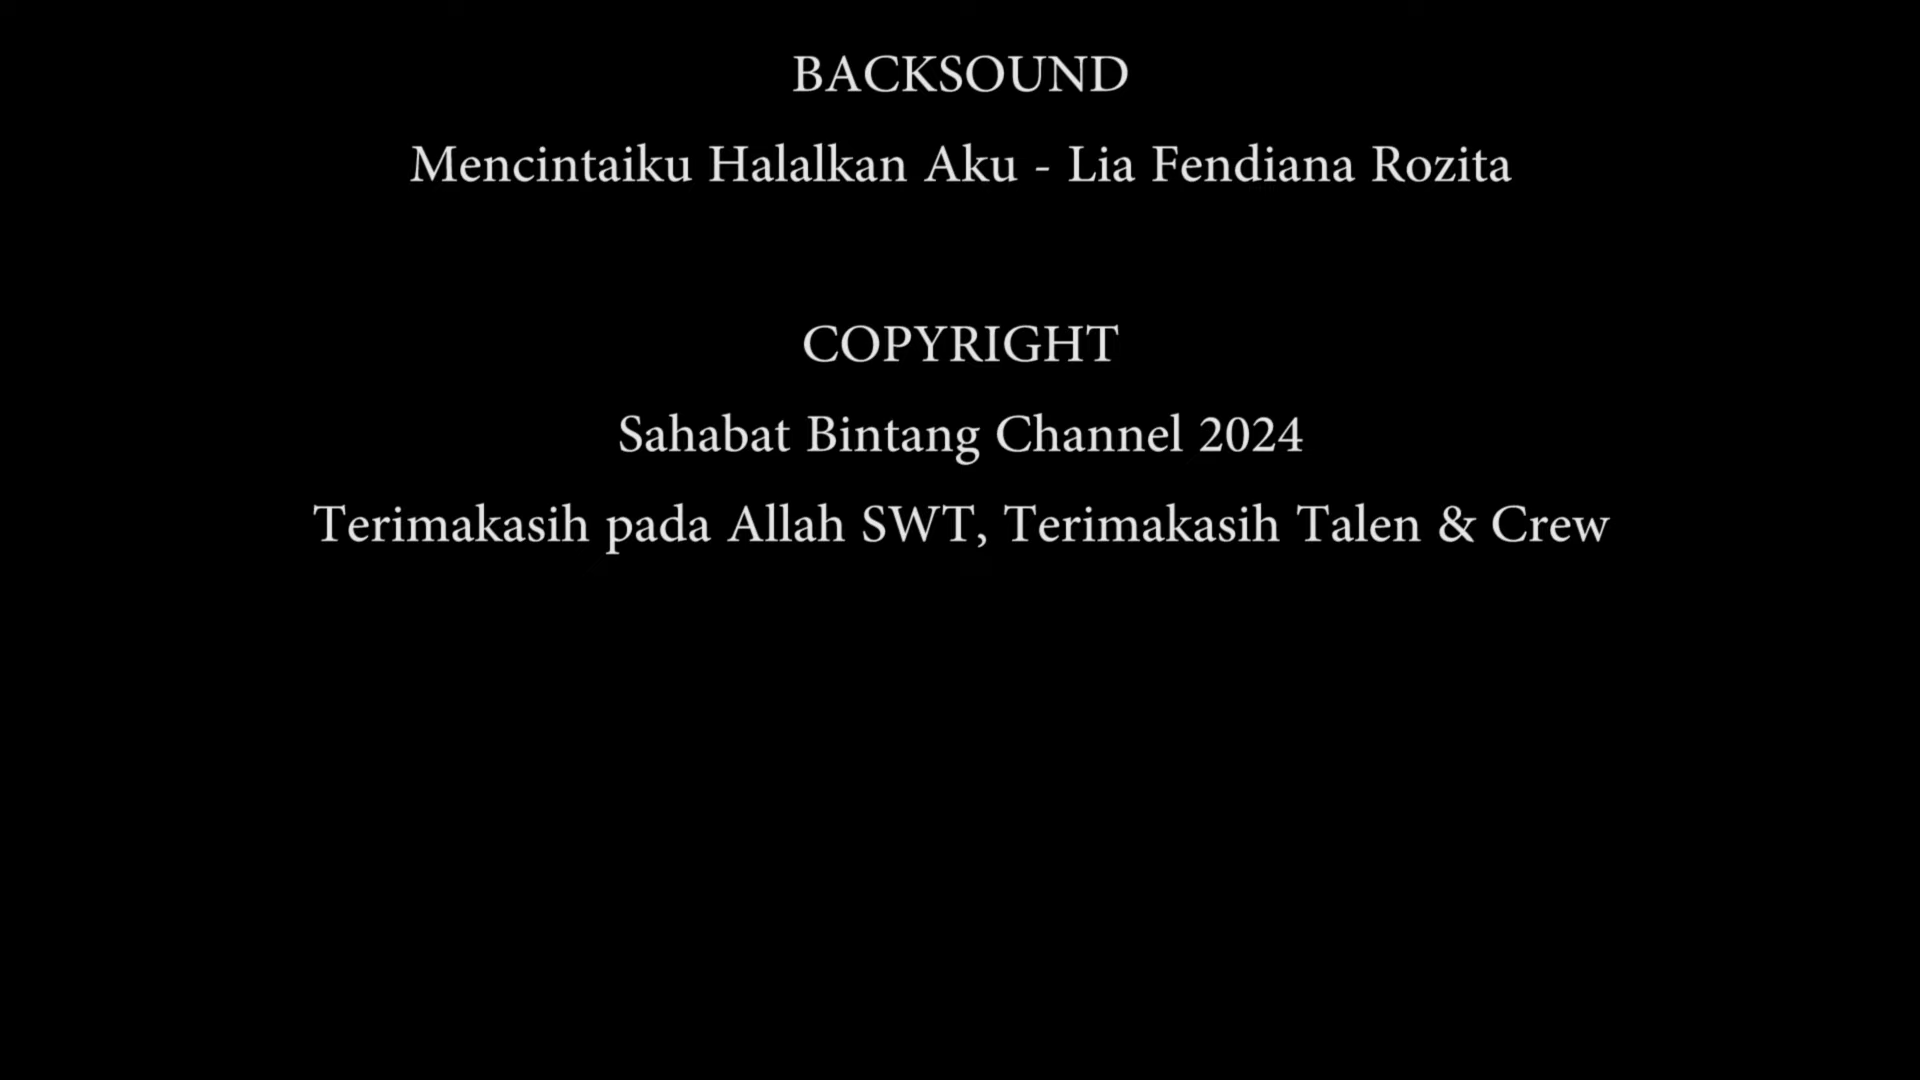 BACKSOUND
Mencintaiku Halalkan Aku - Lia Fendiana Rozita
COPYRIGHT
Sahabat Bintang Channel 2024
Terimakasih pada Allah SWT, Terimakasih Talen & Crew